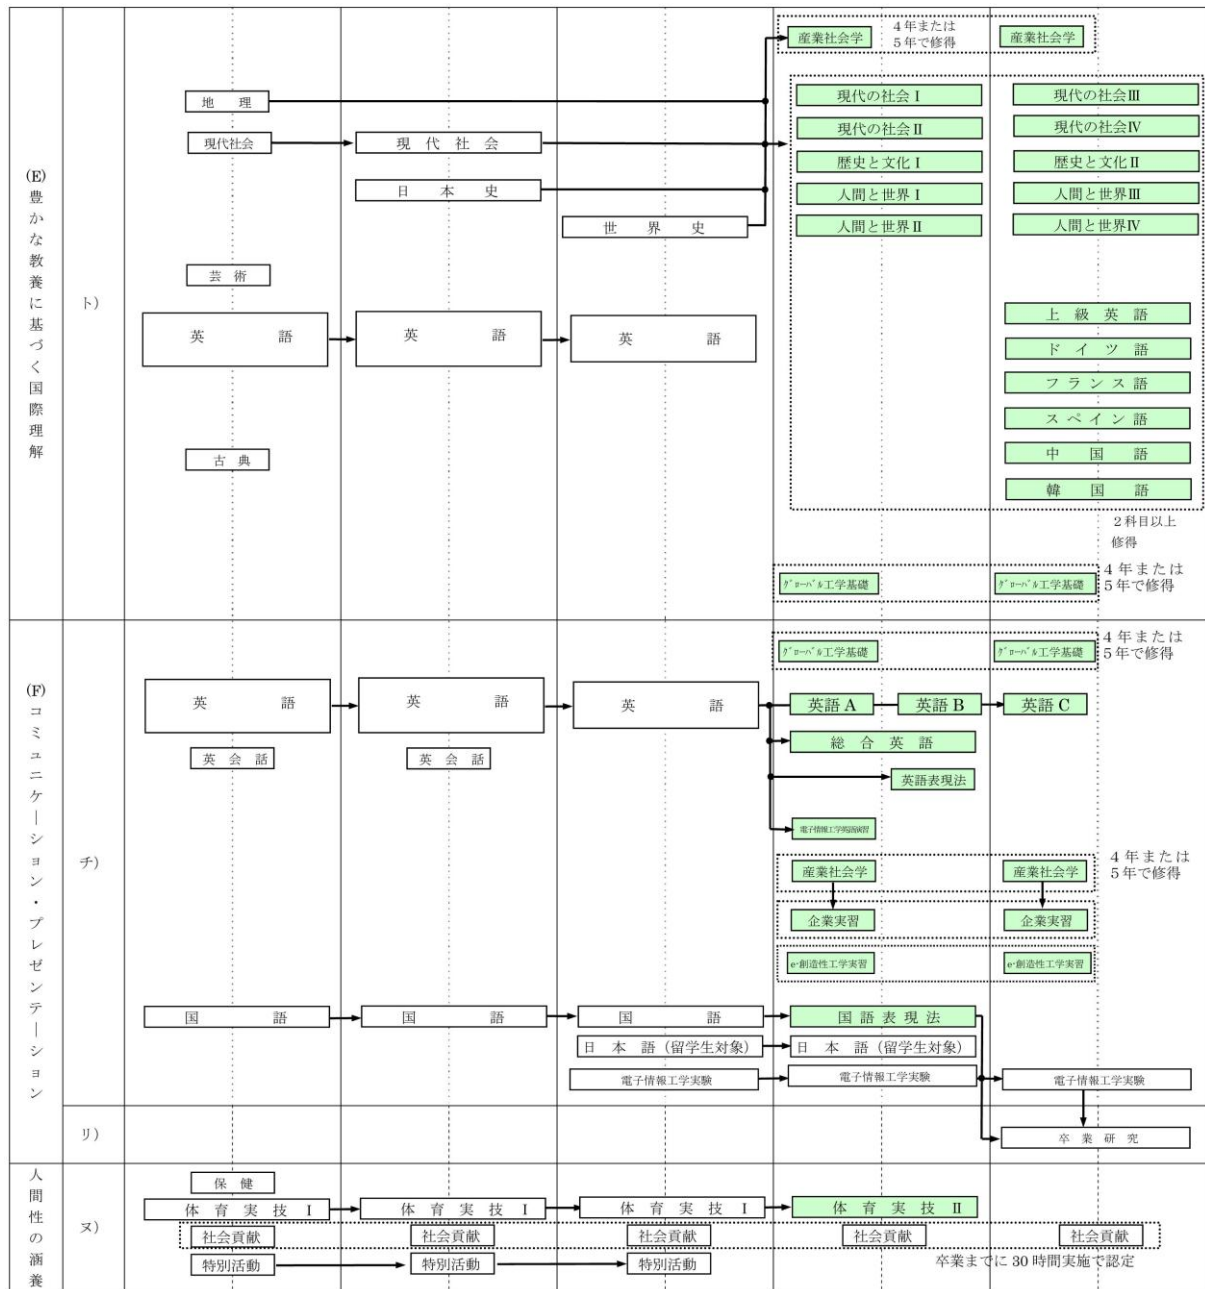 (E)豊かな教養に基づく国際理解
ト)
産業社会学
4年または
5年で修得
産業社会学
地理
現代の社会Ⅰ
現代の社会Ⅲ
現代社会
現代社会
現代の社会Ⅱ
現代の社会Ⅳ
歴史と文化Ⅰ
歴史と文化Ⅱ
日本史
人間と世界Ⅰ
人間と世界Ⅲ
世界史
人間と世界Ⅱ
人間と世界Ⅳ
芸術
英語
英語
英語
上級英語
ドイツ語
フランス語
スペイン語
古典
中国語
韓国語
2科目以上
修得
グローバル工学基礎
グローバル工学基礎
4年または
5年で修得
(F)コミュニケーション・プレゼンテーション
チ)
グローバル工学基礎
グローバル工学基礎
4年または
5年で修得
英語
英語
英語
英語A
英語B
英語C
英会話
英会話
総合英語
英語表現法
電子情報工学英語演習
産業社会学
産業社会学
4年または
5年で修得
企業実習
企業実習
e-創造性工学実習
e-創造性工学実習
国語
国語
国語
国語表現法
日本語(留学生対象)
日本語(留学生対象)
電子情報工学実験
電子情報工学実験
電子情報工学実験
リ)
卒業研究
人間性の涵養
ヌ)
保健
体育実技Ⅰ
体育実技Ⅰ
体育実技Ⅰ
体育実技Ⅱ
社会貢献
社会貢献
社会貢献
社会貢献
社会貢献
特別活動
特別活動
特別活動
卒業までに30時間実施で認定